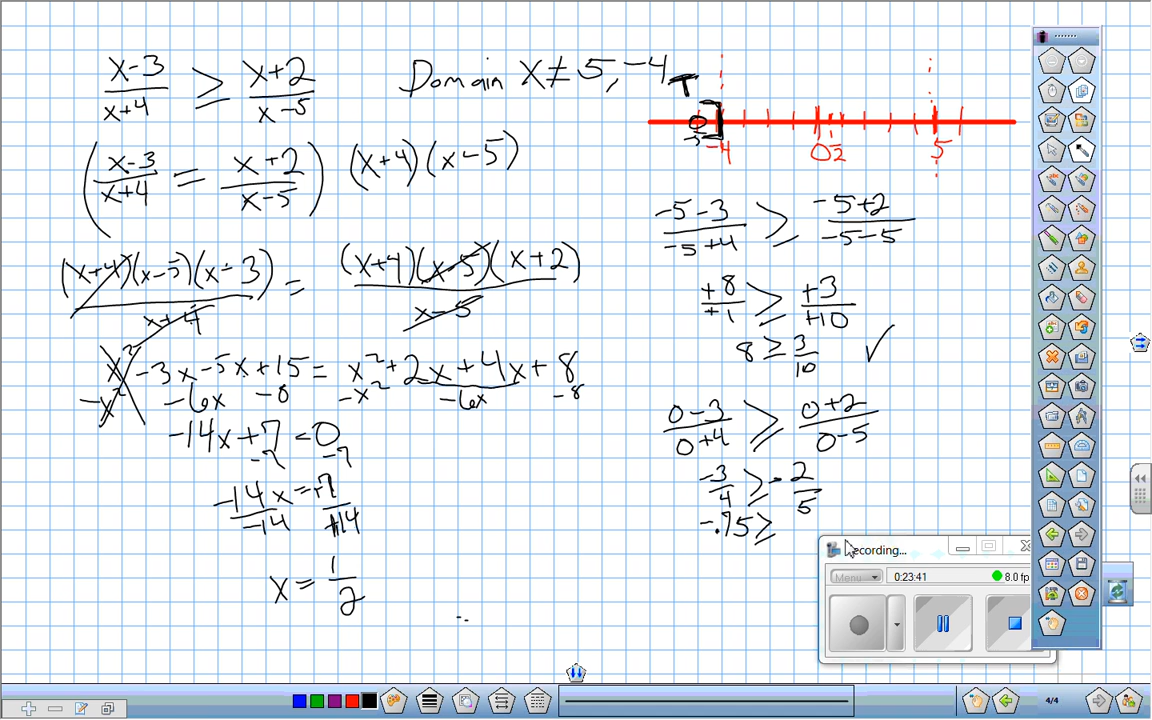 x-3/x+4 ≥ x+2/x-5 Domain x≠5,-4
(x-3/x+4 = x+2/x-5) (x+4)(x-5)
(x+4)(x-5)(x-3)/x+4 = (x+4)(x-5)(x+2)/x-5
x²-3x-5x+15 = x²+2x+4x+8
-x² -6x -8 -x² -6x -8
-14x+7=0
-7 -7
-14x/-14 = +7/+14
x = 1/2
T
-5 -4 0 1/2 5
-5-3/-5+4 ≥ -5+2/-5-5
+8/+1 ≥ +3/+10
8 ≥ 3/10 ✓
0-3/0+4 ≥ 0+2/0-5
-3/4 ≥ -2/5
-.75 ≥
Recording...
Menu
0:23:41
8.0 fp
4/4